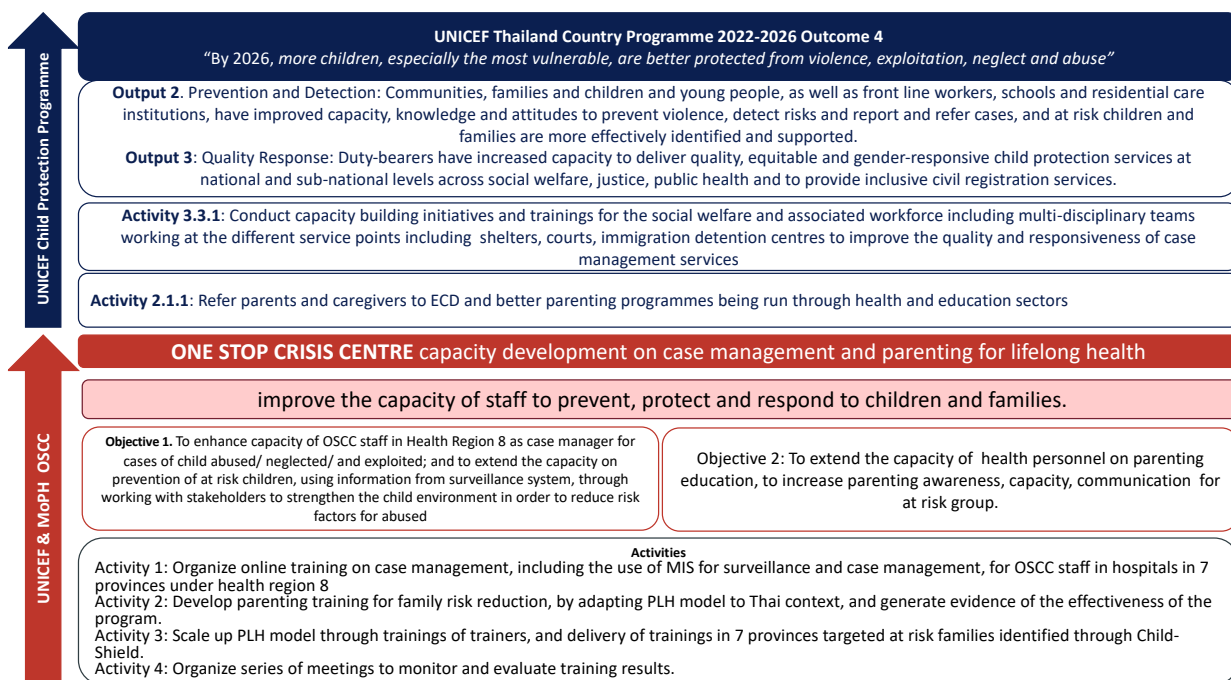 UNICEF Child Protection Programme
UNICEF Thailand Country Programme 2022-2026 Outcome 4
“By 2026, more children, especially the most vulnerable, are better protected from violence, exploitation, neglect and abuse”
Output 2. Prevention and Detection: Communities, families and children and young people, as well as front line workers, schools and residential care
institutions, have improved capacity, knowledge and attitudes to prevent violence, detect risks and report and refer cases, and at risk children and
families are more effectively identified and supported.
Output 3: Quality Response: Duty-bearers have increased capacity to deliver quality, equitable and gender-responsive child protection services at
national and sub-national levels across social welfare, justice, public health and to provide inclusive civil registration services.
Activity 3.3.1: Conduct capacity building initiatives and trainings for the social welfare and associated workforce including multi-disciplinary teams
working at the different service points including shelters, courts, immigration detention centres to improve the quality and responsiveness of case
management services
Activity 2.1.1: Refer parents and caregivers to ECD and better parenting programmes being run through health and education sectors
UNICEF & MoPH OSCC
ONE STOP CRISIS CENTRE capacity development on case management and parenting for lifelong health
improve the capacity of staff to prevent, protect and respond to children and families.
Objective 1. To enhance capacity of OSCC staff in Health Region 8 as case manager for
cases of child abused/ neglected/ and exploited; and to extend the capacity on
prevention of at risk children, using information from surveillance system, through
working with stakeholders to strengthen the child environment in order to reduce risk
factors for abused
Objective 2: To extend the capacity of health personnel on parenting
education, to increase parenting awareness, capacity, communication for
at risk group.
Activities
Activity 1: Organize online training on case management, including the use of MIS for surveillance and case management, for OSCC staff in hospitals in 7
provinces under health region 8
Activity 2: Develop parenting training for family risk reduction, by adapting PLH model to Thai context, and generate evidence of the effectiveness of the
program.
Activity 3: Scale up PLH model through trainings of trainers, and delivery of trainings in 7 provinces targeted at risk families identified through Child-
Shield.
Activity 4: Organize series of meetings to monitor and evaluate training results.